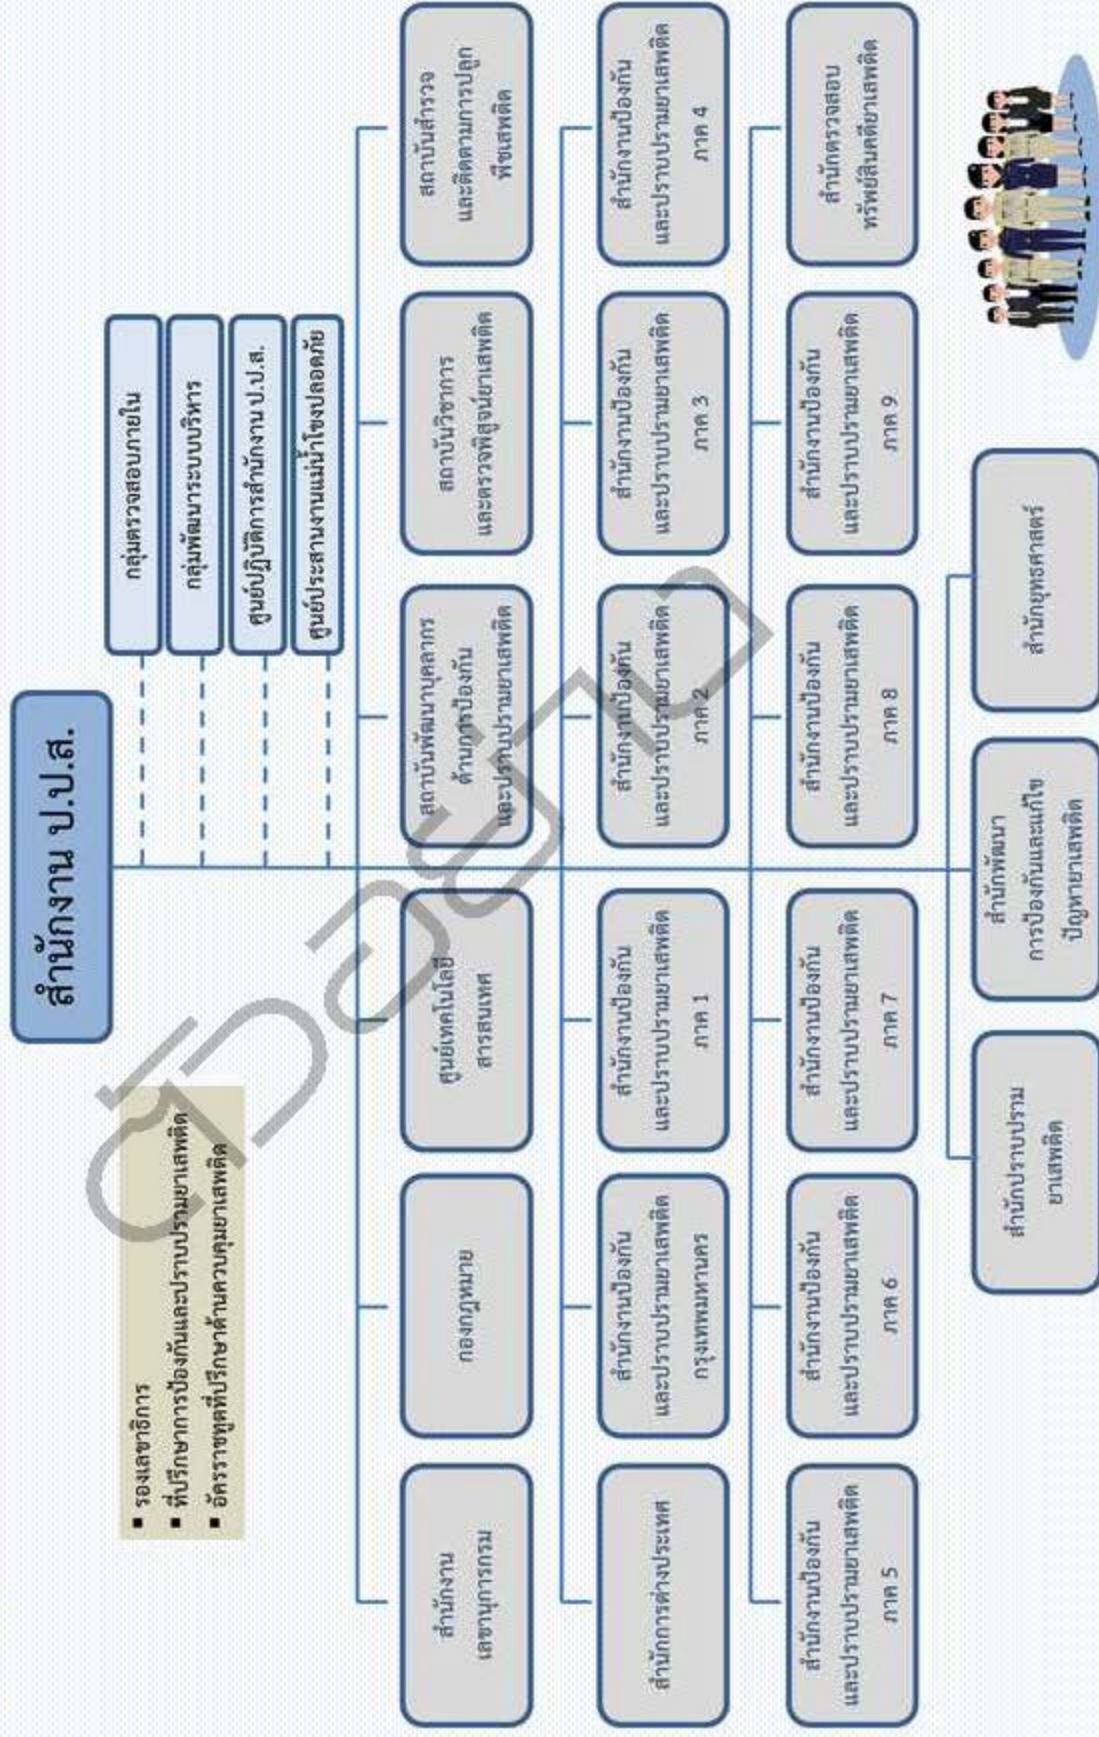 สำนักงาน ป.ป.ส.
▪ รองเลขาธิการ
▪ ที่ปรึกษาการป้องกันและปราบปรามยาเสพติด
▪ อัครราชทูตที่ปรึกษาด้านควบคุมยาเสพติด
กลุ่มตรวจสอบภายใน
กลุ่มพัฒนาระบบบริหาร
ศูนย์ปฏิบัติการสำนักงาน ป.ป.ส.
ศูนย์ประสานงานแม่น้ำโขงปลอดภัย
สำนักงาน
เลขานุการกรม
กองกฎหมาย
ศูนย์เทคโนโลยี
สารสนเทศ
สถาบันพัฒนาบุคลากร
ด้านการป้องกัน
และปราบปรามยาเสพติด
สถาบันวิชาการ
และตรวจพิสูจน์ยาเสพติด
สถาบันสำรวจ
และติดตามการปลูก
พืชเสพติด
สำนักการต่างประเทศ
สำนักงานป้องกัน
และปราบปรามยาเสพติด
กรุงเทพมหานคร
สำนักงานป้องกัน
และปราบปรามยาเสพติด
ภาค 1
สำนักงานป้องกัน
และปราบปรามยาเสพติด
ภาค 2
สำนักงานป้องกัน
และปราบปรามยาเสพติด
ภาค 3
สำนักงานป้องกัน
และปราบปรามยาเสพติด
ภาค 4
สำนักงานป้องกัน
และปราบปรามยาเสพติด
ภาค 5
สำนักงานป้องกัน
และปราบปรามยาเสพติด
ภาค 6
สำนักงานป้องกัน
และปราบปรามยาเสพติด
ภาค 7
สำนักงานป้องกัน
และปราบปรามยาเสพติด
ภาค 8
สำนักงานป้องกัน
และปราบปรามยาเสพติด
ภาค 9
สำนักตรวจสอบ
ทรัพย์สินคดียาเสพติด
สำนักปราบปราม
ยาเสพติด
สำนักพัฒนา
การป้องกันและแก้ไข
ปัญหายาเสพติด
สำนักยุทธศาสตร์
ตัวอย่าง